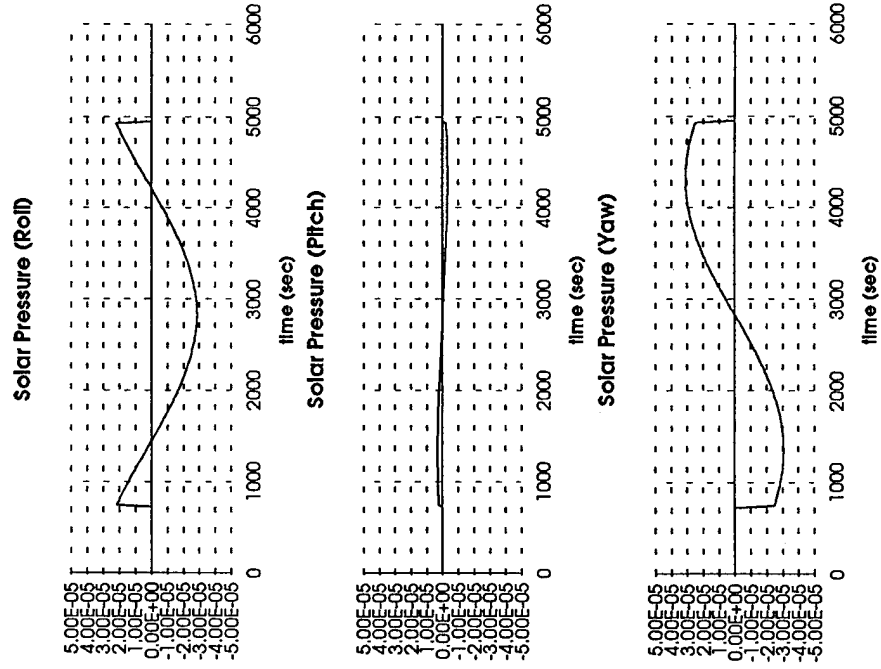 Solar Pressure (Roll)
5.00E-05
4.00E-05
3.00E-05
2.00E-05
1.00E-05
0.00E+00
-1.00E-05
-2.00E-05
-3.00E-05
-4.00E-05
-5.00E-05
0 1000 2000 3000 4000 5000 6000
time (sec)
Solar Pressure (Pitch)
5.00E-05
4.00E-05
3.00E-05
2.00E-05
1.00E-05
0.00E+00
-1.00E-05
-2.00E-05
-3.00E-05
-4.00E-05
-5.00E-05
0 1000 2000 3000 4000 5000 6000
time (sec)
Solar Pressure (Yaw)
5.00E-05
4.00E-05
3.00E-05
2.00E-05
1.00E-05
0.00E+00
-1.00E-05
-2.00E-05
-3.00E-05
-4.00E-05
-5.00E-05
0 1000 2000 3000 4000 5000 6000
time (sec)